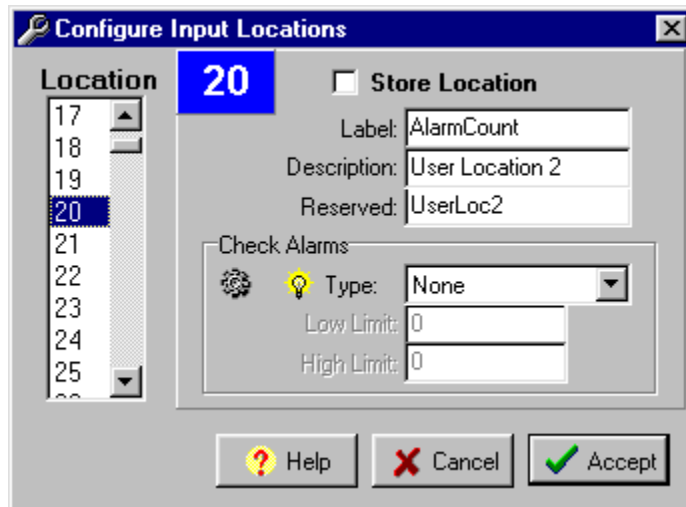 Configure Input Locations
Location
17
18
19
20
21
22
23
24
25
20
Store Location
Label: AlarmCount
Description: User Location 2
Reserved: UserLoc2
Check Alarms
Type: None
Low Limit: 0
High Limit: 0
? Help
Cancel
Accept